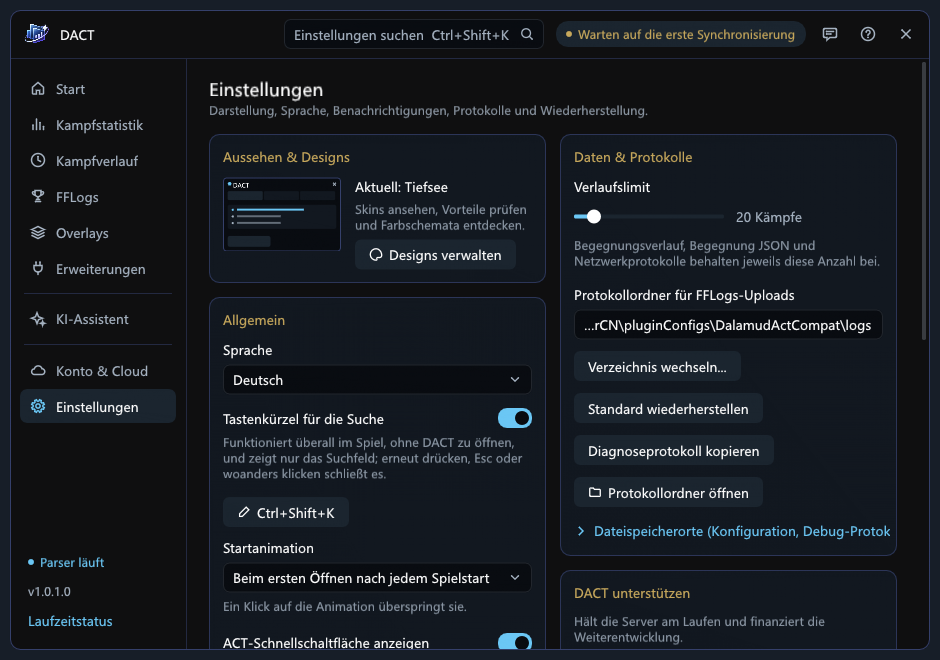 DACT
Einstellungen suchen Ctrl+Shift+K
Warten auf die erste Synchronisierung
Start
Kampfstatistik
Kampfverlauf
FFLogs
Overlays
Erweiterungen
KI-Assistent
Konto & Cloud
Einstellungen
Parser läuft
v1.0.1.0
Laufzeitstatus
Einstellungen
Darstellung, Sprache, Benachrichtigungen, Protokolle und Wiederherstellung.
Aussehen & Designs
DACT
Aktuell: Tiefsee
Skins ansehen, Vorteile prüfen
und Farbschemata entdecken.
Designs verwalten
Allgemein
Sprache
Deutsch
Tastenkürzel für die Suche
Funktioniert überall im Spiel, ohne DACT zu öffnen,
und zeigt nur das Suchfeld; erneut drücken, Esc oder
woanders klicken schließt es.
Ctrl+Shift+K
Startanimation
Beim ersten Öffnen nach jedem Spielstart
Ein Klick auf die Animation überspringt sie.
ACT-Schnellschaltfläche anzeigen
Daten & Protokolle
Verlaufslimit
20 Kämpfe
Begegnungsverlauf, Begegnung JSON und
Netzwerkprotokolle behalten jeweils diese Anzahl bei.
Protokollordner für FFLogs-Uploads
...rCN\pluginConfigs\DalamudActCompat\logs
Verzeichnis wechseln...
Standard wiederherstellen
Diagnoseprotokoll kopieren
Protokollordner öffnen
Dateispeicherorte (Konfiguration, Debug-Protok
DACT unterstützen
Hält die Server am Laufen und finanziert die
Weiterentwicklung.